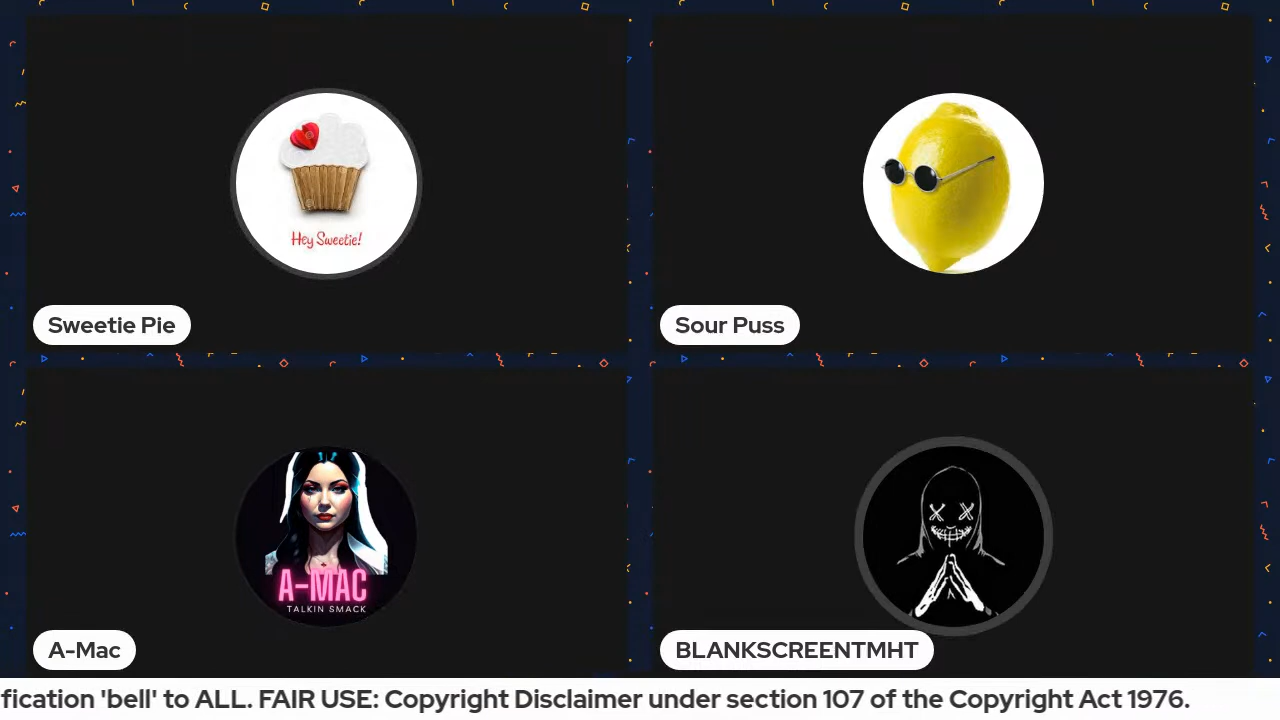 Hey Sweetie!
Sweetie Pie
Sour Puss
A-MAC
TALKIN SMACK
A-Mac
BLANKSCREENTMHT
fication 'bell' to ALL. FAIR USE: Copyright Disclaimer under section 107 of the Copyright Act 1976.